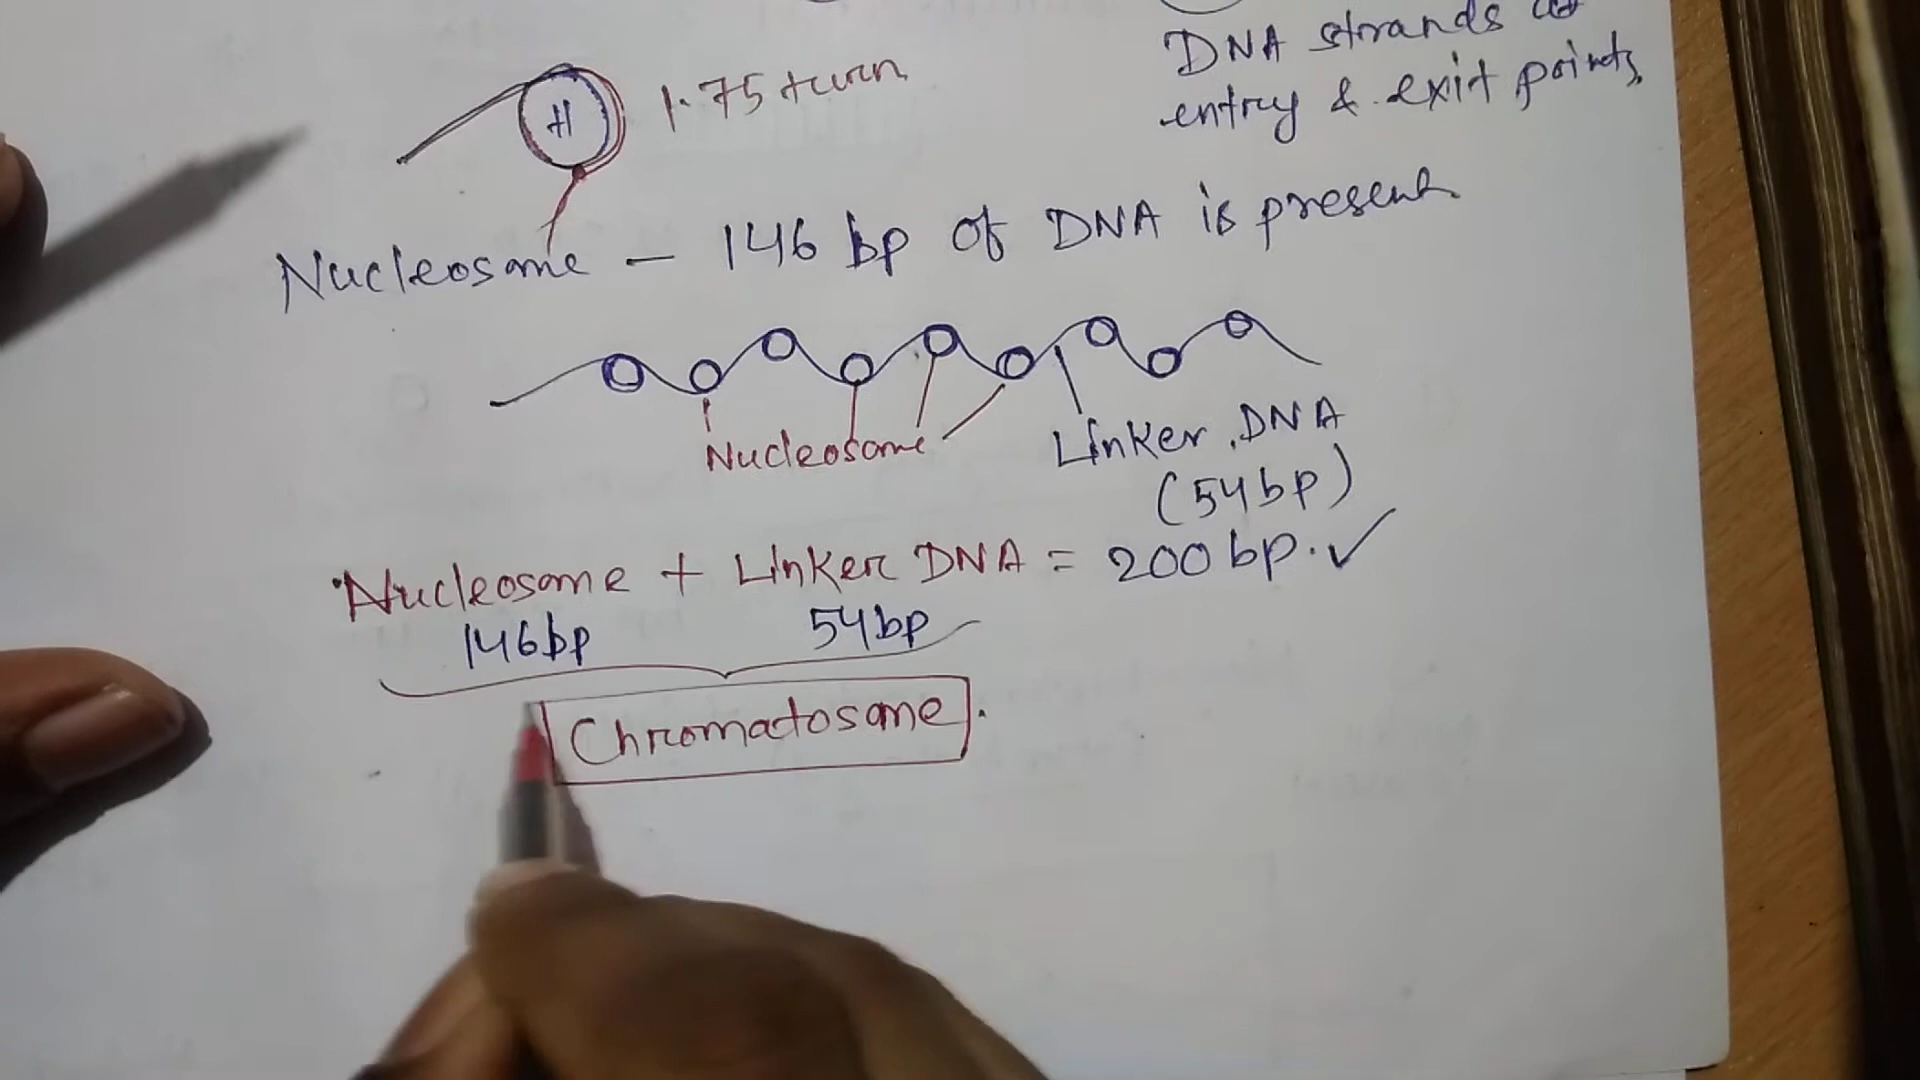 DNA strands at
entry & exit points,
H
1.75 turn
Nucleosome — 146 bp of DNA is present
Nucleosome
Linker DNA
(54bp)
Nucleosome + Linker DNA = 200 bp. ✓
146bp 54bp
Chromatosome.